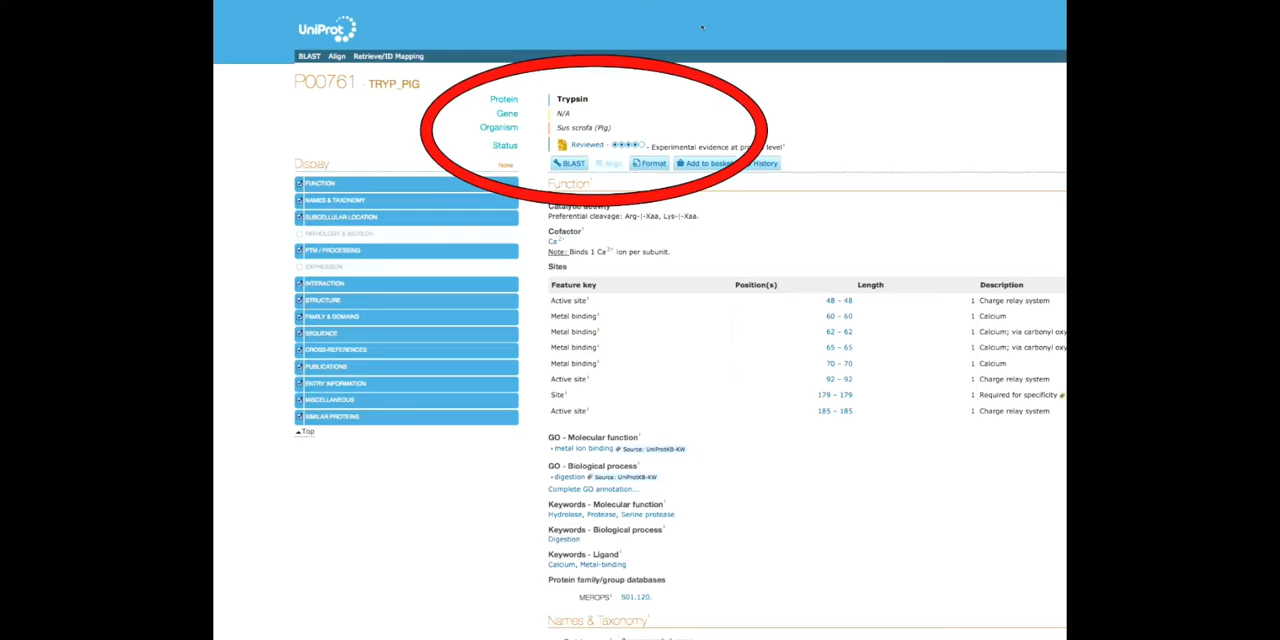 UniProt
BLAST Align Retrieve/ID Mapping
P00761 - TRYP_PIG
Protein Trypsin
Gene N/A
Organism Sus scrofa (Pig)
Status Reviewed - Experimental evidence at level
None
BLAST Align Format Add to basket History
Display
FUNCTION
NAMES & TAXONOMY
SUBCELLULAR LOCATION
PATHOLOGY & BIOTECH
PTM / PROCESSING
EXPRESSION
INTERACTION
STRUCTURE
FAMILY & DOMAINS
SEQUENCE
CROSS-REFERENCES
PUBLICATIONS
ENTRY INFORMATION
MISCELLANEOUS
SIMILAR PROTEINS
Top
Function
Catalytic activity
Preferential cleavage: Arg-|-Xaa, Lys-|-Xaa.
Cofactor
Ca2+
Note: Binds 1 Ca2+ ion per subunit.
Sites
Feature key Position(s) Length Description
Active site 48 – 48 1 Charge relay system
Metal binding 60 – 60 1 Calcium
Metal binding 62 – 62 1 Calcium; via carbonyl oxy
Metal binding 65 – 65 1 Calcium; via carbonyl oxy
Metal binding 70 – 70 1 Calcium
Active site 92 – 92 1 Charge relay system
Site 179 – 179 1 Required for specificity
Active site 185 – 185 1 Charge relay system
GO - Molecular function
metal ion binding Source: UniProtKB-KW
GO - Biological process
digestion Source: UniProtKB-KW
Complete GO annotation...
Keywords - Molecular function
Hydrolase, Protease, Serine protease
Keywords - Biological process
Digestion
Keywords - Ligand
Calcium, Metal-binding
Protein family/group databases
MEROPS S01.120.
Names & Taxonomy